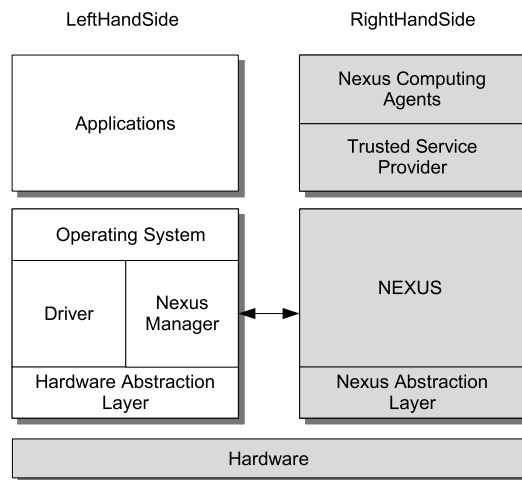 LeftHandSide
RightHandSide
Applications
Nexus Computing
Agents
Trusted Service
Provider
Operating System
Driver
Nexus
Manager
Hardware Abstraction
Layer
NEXUS
Nexus Abstraction
Layer
Hardware